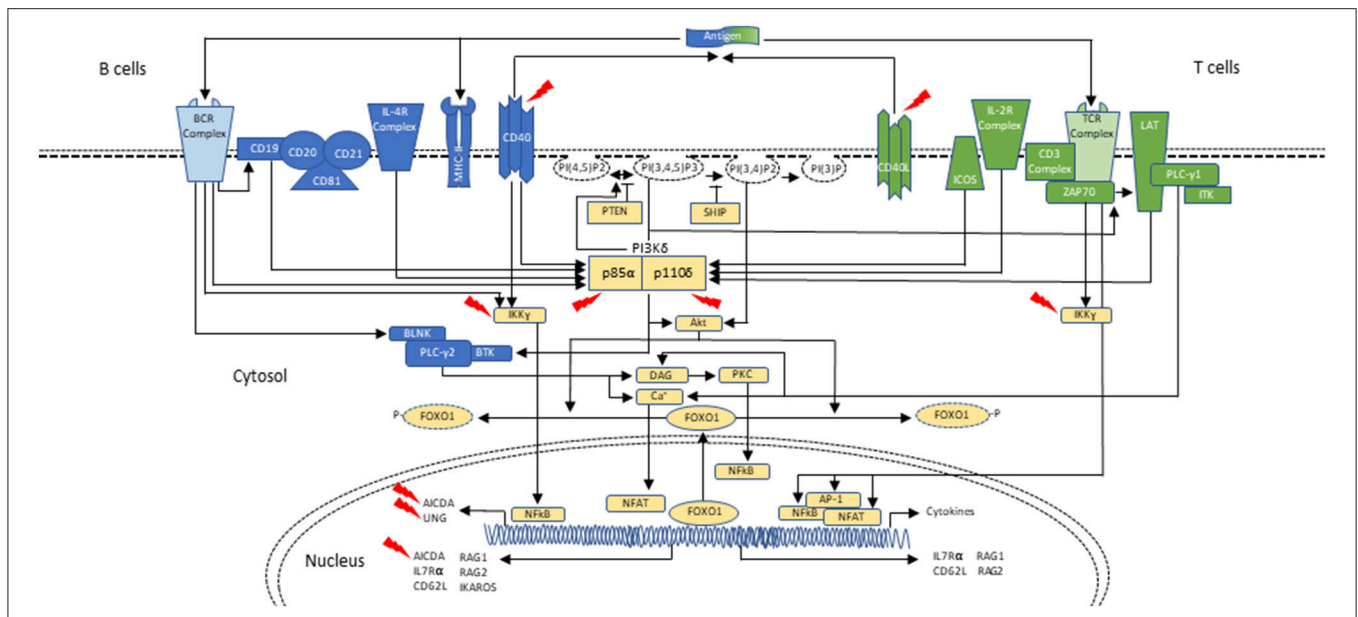 Antigen
B cells
T cells
BCR
Complex
IL-4R
Complex
IL-2R
Complex
TCR
Complex
LAT
CD19
CD20
CD21
CD81
MHC-II
CD40
PI(4,5)P2
PI(3,4,5)P3
PI(3,4)P2
PI(3)P
CD40L
ICOS
CD3
Complex
ZAP70
PLC-γ1
ITK
PTEN
SHIP
PI3Kδ
p85α
p110δ
IKKγ
Akt
IKKγ
BLNK
PLC-γ2
BTK
Cytosol
DAG
PKC
Ca⁺
P-
FOXO1
FOXO1
FOXO1
-P
NFkB
AICDA
UNG
NFkB
NFAT
FOXO1
AP-1
NFkB
NFAT
Cytokines
Nucleus
AICDA RAG1
IL7Rα RAG2
CD62L IKAROS
IL7Rα RAG1
CD62L RAG2